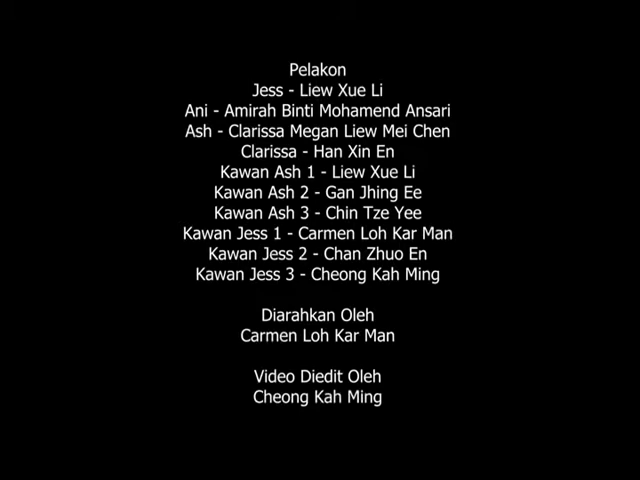 Pelakon
Jess - Liew Xue Li
Ani - Amirah Binti Mohamend Ansari
Ash - Clarissa Megan Liew Mei Chen
Clarissa - Han Xin En
Kawan Ash 1 - Liew Xue Li
Kawan Ash 2 - Gan Jhing Ee
Kawan Ash 3 - Chin Tze Yee
Kawan Jess 1 - Carmen Loh Kar Man
Kawan Jess 2 - Chan Zhuo En
Kawan Jess 3 - Cheong Kah Ming
Diarahkan Oleh
Carmen Loh Kar Man
Video Diedit Oleh
Cheong Kah Ming